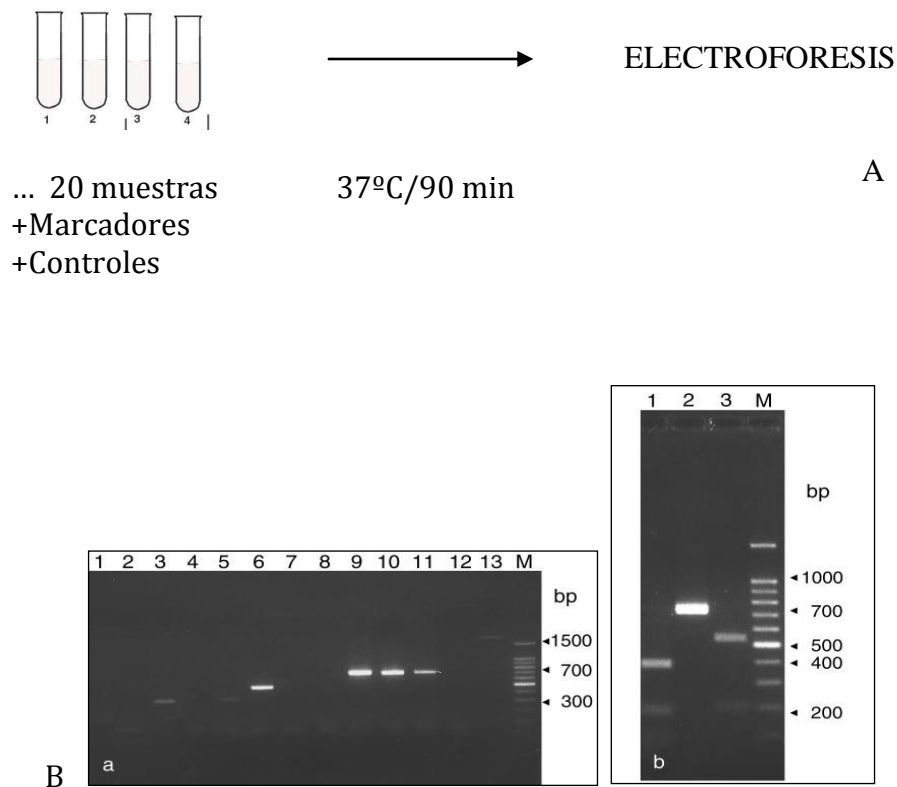 1 2 3 4
ELECTROFORESIS
… 20 muestras
37ºC/90 min
A
+Marcadores
+Controles
1 2 3 M
bp
1000
700
500
400
200
b
1 2 3 4 5 6 7 8 9 10 11 12 13 M
bp
1500
700
300
a
B